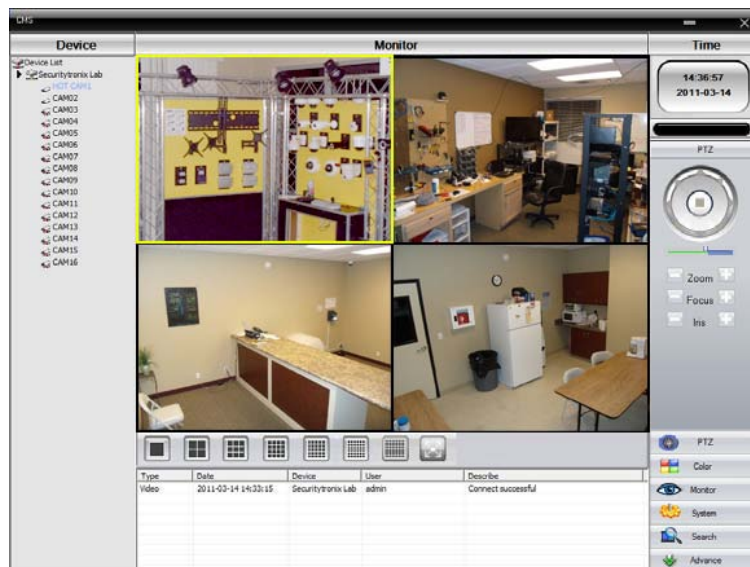 CMS
Device
Monitor
Time
Device List
Securitytronix Lab
HOT CAM1
CAM02
CAM03
CAM04
CAM05
CAM06
CAM07
CAM08
CAM09
CAM10
CAM11
CAM12
CAM13
CAM14
CAM15
CAM16
14:36:57
2011-03-14
PTZ
Zoom
Focus
Iris
PTZ
Color
Monitor
System
Search
Advance
Type Date Device User Describe
Video 2011-03-14 14:33:15 Securitytronix Lab admin Connect successful